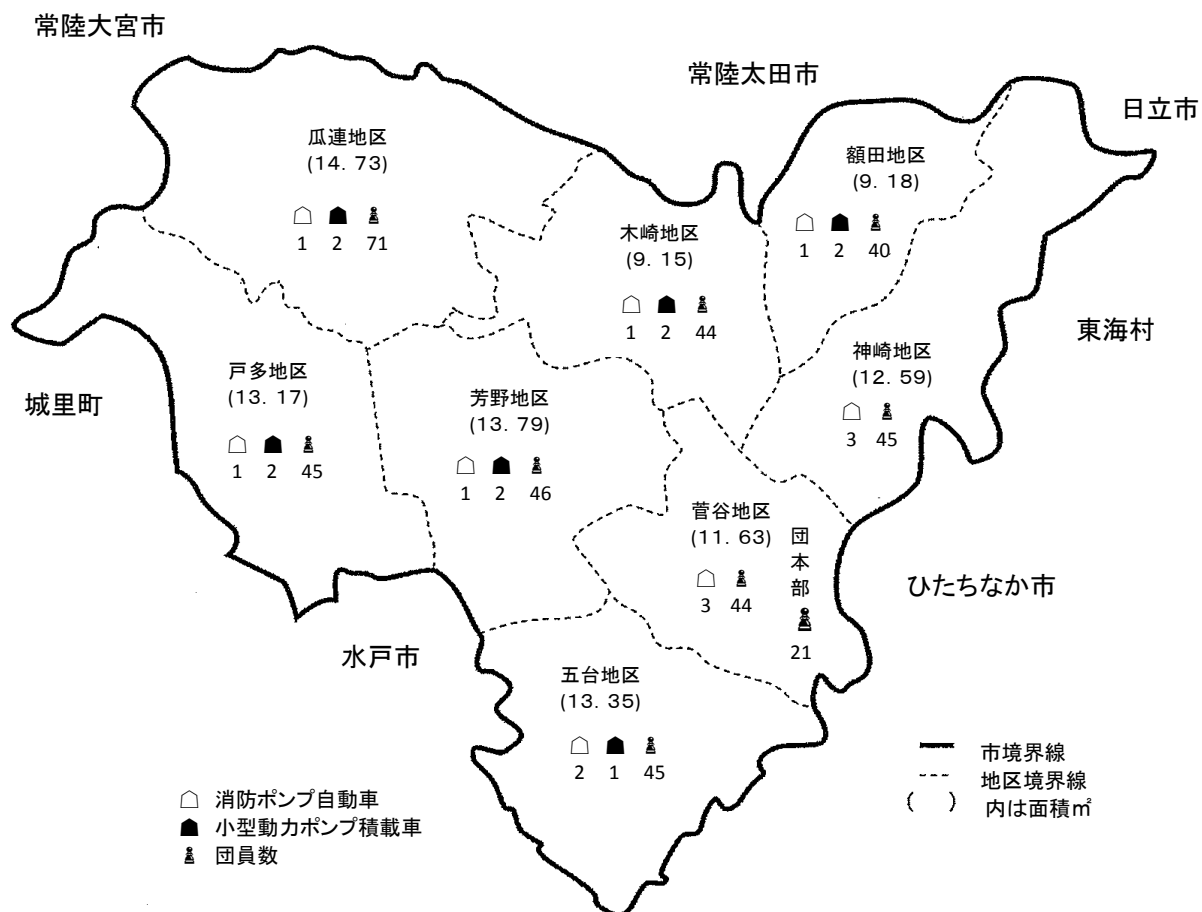 常陸大宮市
常陸太田市
日立市
瓜連地区
(14. 73)
1 2 71
額田地区
(9. 18)
1 2 40
木崎地区
(9. 15)
1 2 44
東海村
神崎地区
(12. 59)
3 45
城里町
戸多地区
(13. 17)
1 2 45
芳野地区
(13. 79)
1 2 46
菅谷地区
(11. 63)
3 44
団本部
21
ひたちなか市
水戸市
五台地区
(13. 35)
2 1 45
消防ポンプ自動車
小型動力ポンプ積載車
団員数
市境界線
地区境界線
( ) 内は面積㎡